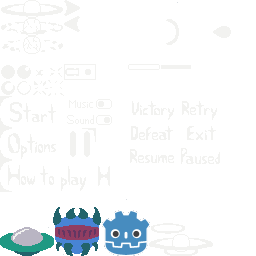 Music
Start
Sound
Victory Retry
Options
Defeat Exit
Resume Paused
How to play H